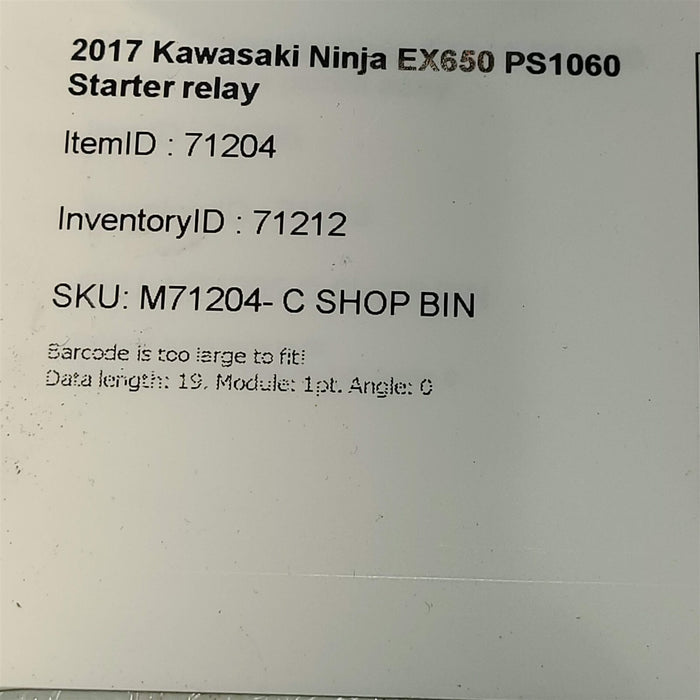 2017 Kawasaki Ninja EX650 PS1060
Starter relay
ItemID : 71204
InventoryID : 71212
SKU: M71204- C SHOP BIN
Barcode is too large to fit!
Data length: 19, Module: 1pt. Angle: 0